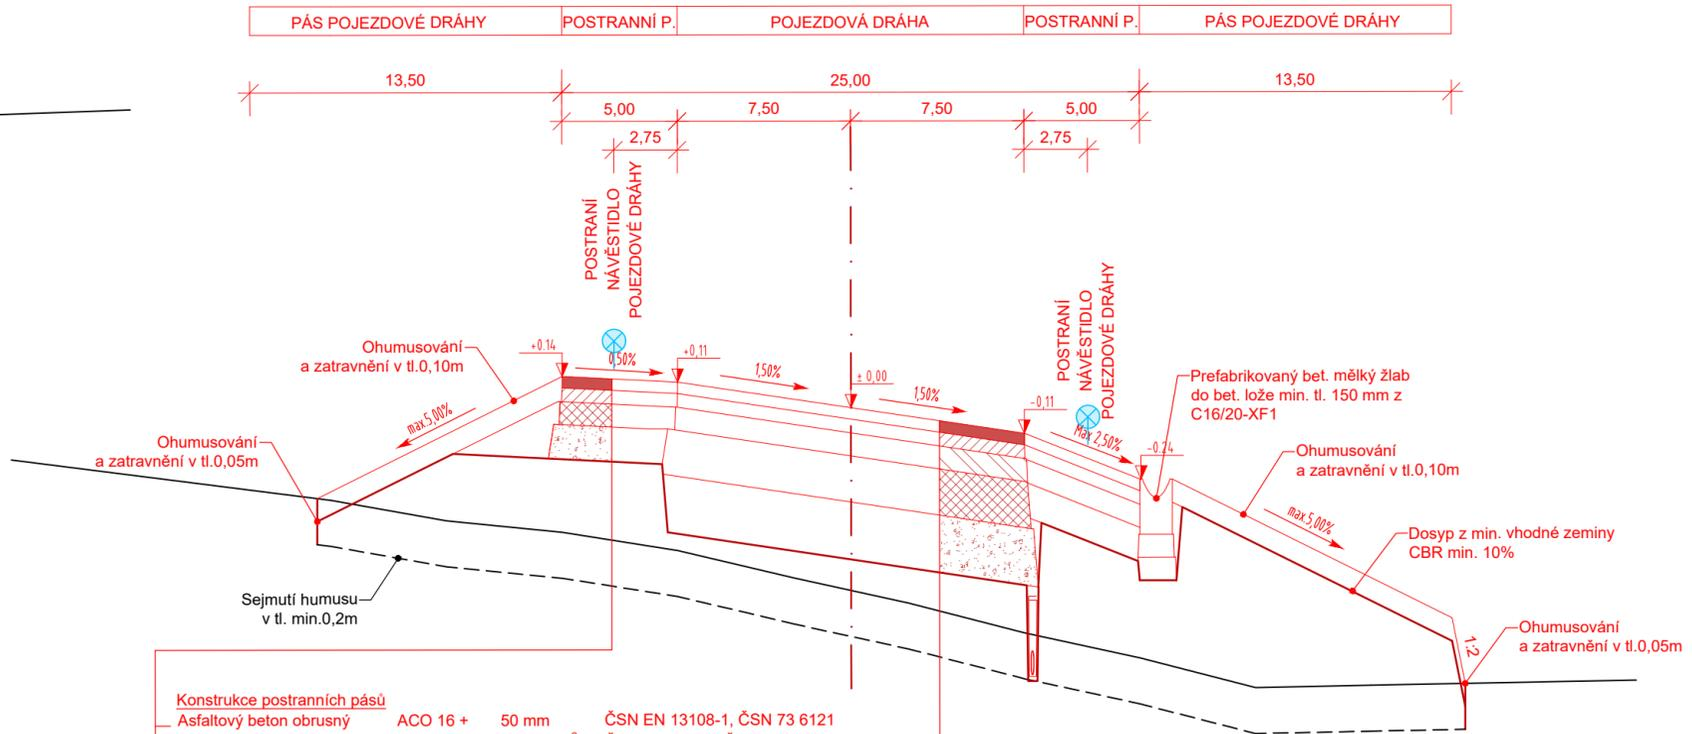 PÁS POJEZDOVÉ DRÁHY
POSTRANNÍ P.
POJEZDOVÁ DRÁHA
POSTRANNÍ P.
PÁS POJEZDOVÉ DRÁHY
13,50
25,00
13,50
5,00
7,50
7,50
5,00
2,75
2,75
POSTRANÍ
NÁVĚSTIDLO
POJEZDOVÉ DRÁHY
POSTRANÍ
NÁVĚSTIDLO
POJEZDOVÉ DRÁHY
Ohumusování
a zatravnění v tl.0,10m
+0.14
0,50%
+0,11
1,50%
± 0,00
1,50%
-0,11
Max 2,50%
-0.24
Prefabrikovaný bet. mělký žlab
do bet. lože min. tl. 150 mm z
C16/20-XF1
max.5,00%
Ohumusování
a zatravnění v tl.0,05m
Ohumusování
a zatravnění v tl.0,10m
max.5,00%
Dosyp z min. vhodné zeminy
CBR min. 10%
Sejmutí humusu
v tl. min.0,2m
1:2
Ohumusování
a zatravnění v tl.0,05m
Konstrukce postranních pásů
Asfaltový beton obrusný ACO 16 + 50 mm ČSN EN 13108-1, ČSN 73 6121